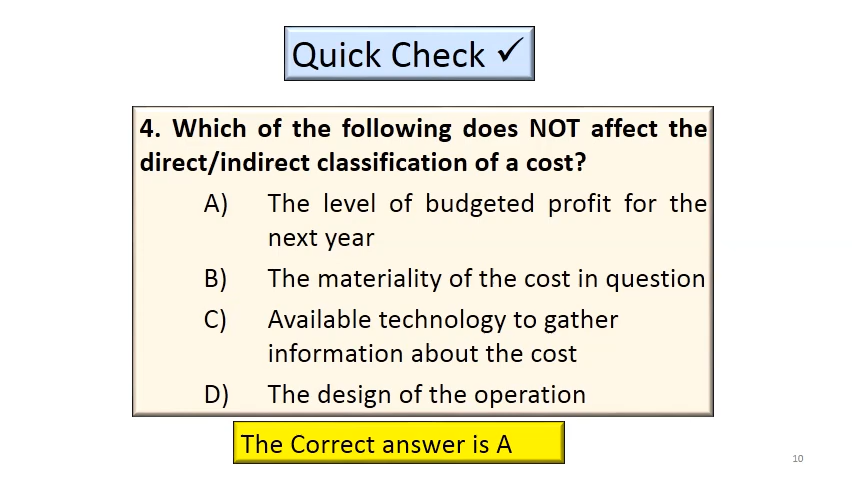 Quick Check ✓
4. Which of the following does NOT affect the
direct/indirect classification of a cost?
A) The level of budgeted profit for the
next year
B) The materiality of the cost in question
C) Available technology to gather
information about the cost
D) The design of the operation
The Correct answer is A
10